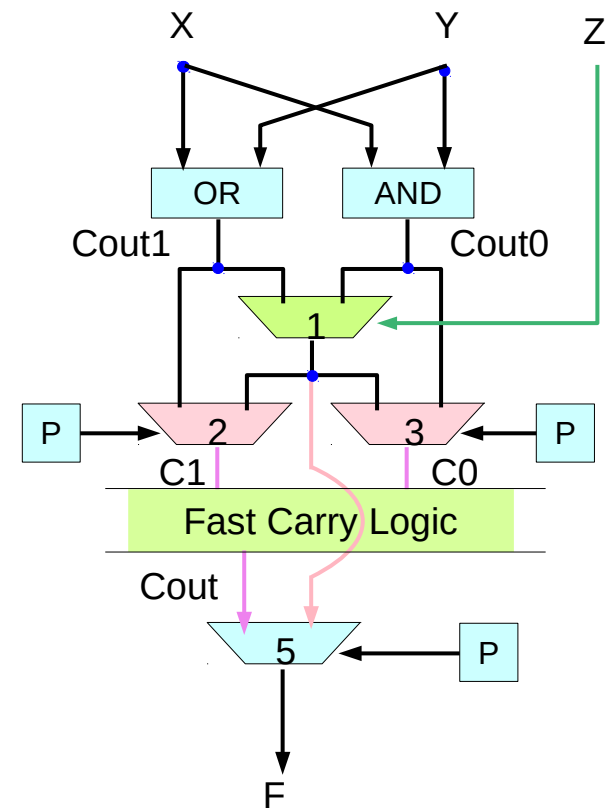 X Y Z
OR AND
Cout1 Cout0
1
P 2 3 P
C1 C0
Fast Carry Logic
Cout
5 P
F